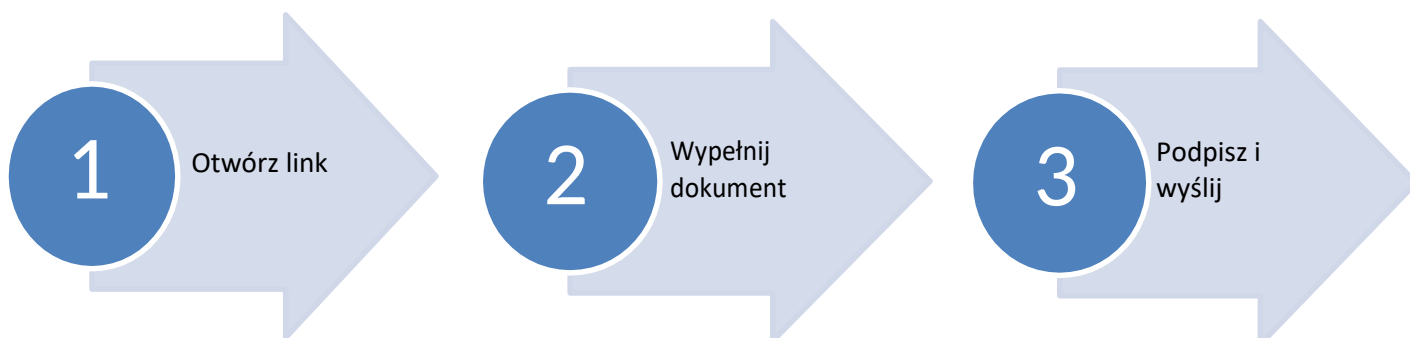 1
Otwórz link
2
Wypełnij
dokument
3
Podpisz i
wyślij